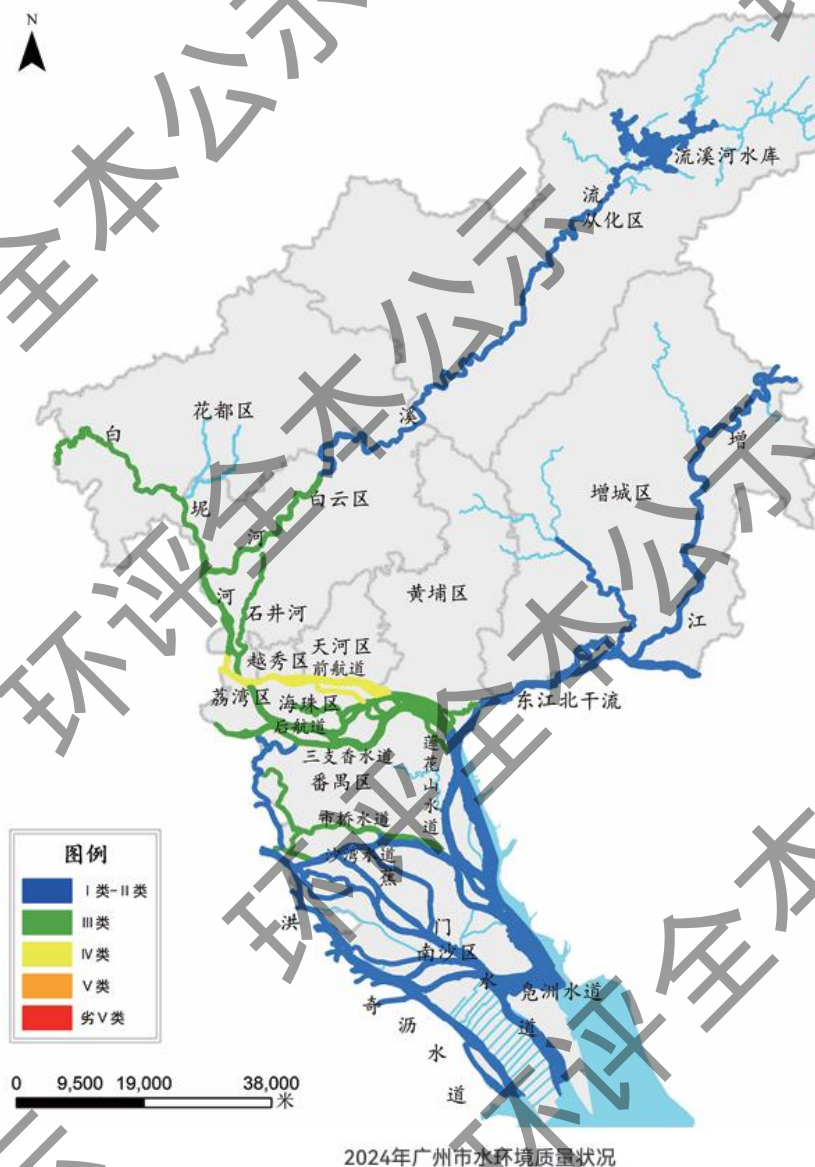 N
流溪河水库
流
从化区
花都区
白
溪
增
坭
白云区
增城区
河
河
石井河
黄埔区
江
天河区
越秀区
前航道
荔湾区
海珠区
东江北干流
后航道
三支香水道
莲花山水道
番禺区
市桥水道
沙湾水道
蕉
洪
门
南沙区
水
凫洲水道
奇
道
沥
水
道
图例
Ⅰ类-Ⅱ类
Ⅲ类
Ⅳ类
Ⅴ类
劣Ⅴ类
0 9,500 19,000 38,000
米
2024年广州市水环境质量状况
环评全本公示
环评全本公示
环评全本公示
环评全本